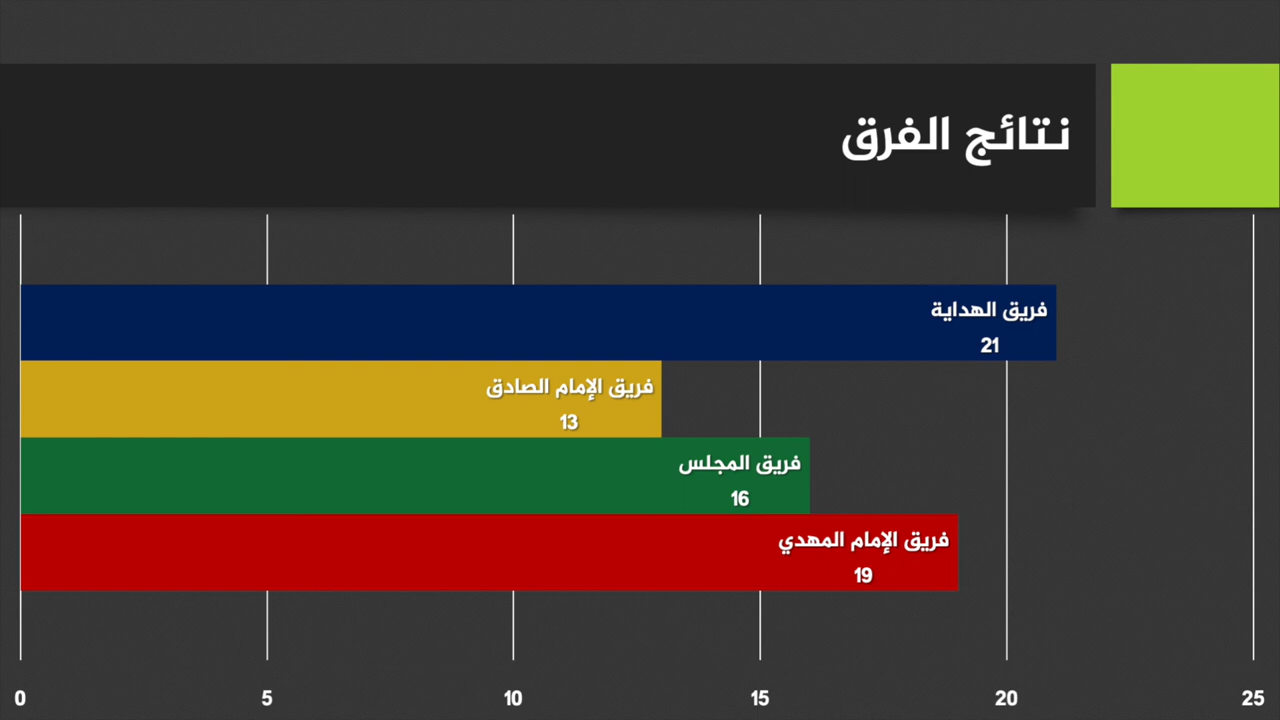 نتائج الفرق
فريق الهداية
21
فريق الإمام الصادق
13
فريق المجلس
16
فريق الإمام المهدي
19
0 5 10 15 20 25